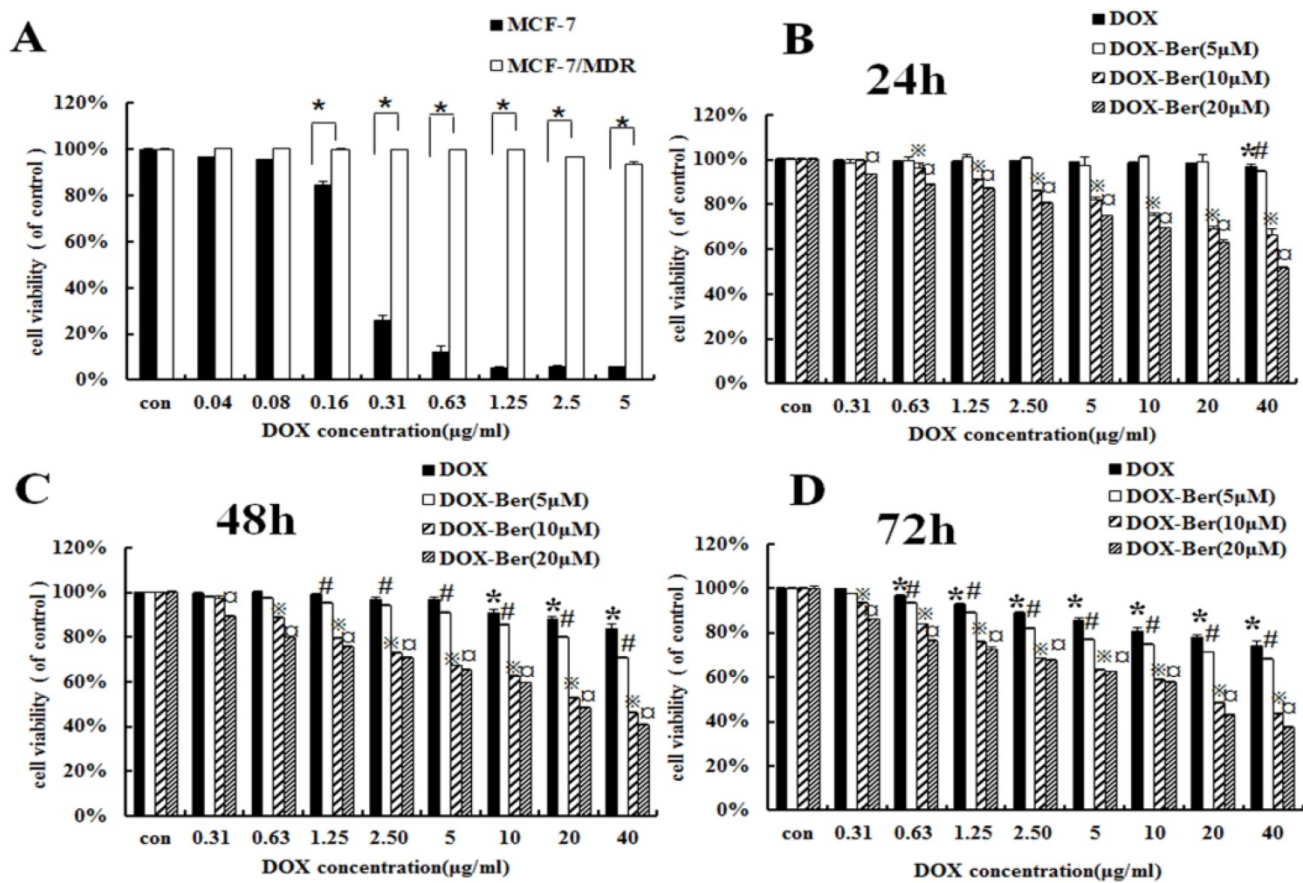 A
MCF-7
MCF-7/MDR
120%
100%
80%
60%
40%
20%
0%
cell viability ( of control )
* * * * * *
con 0.04 0.08 0.16 0.31 0.63 1.25 2.5 5
DOX concentration(μg/ml)
B
24h
DOX
DOX-Ber(5μM)
DOX-Ber(10μM)
DOX-Ber(20μM)
120%
100%
80%
60%
40%
20%
0%
cell viability ( of control )
¤ ※ ¤ ※ ¤ ※ ¤ ※ ¤ ※ ¤ ※ ¤ * # ※ ¤
con 0.31 0.63 1.25 2.50 5 10 20 40
DOX concentration(μg/ml)
C
48h
DOX
DOX-Ber(5μM)
DOX-Ber(10μM)
DOX-Ber(20μM)
120%
100%
80%
60%
40%
20%
0%
cell viability ( of control )
¤ ※ ¤ # ※ ¤ # ※ ¤ # ※ ¤ * # ※ ¤ * # ※ ¤ * # ※ ¤
con 0.31 0.63 1.25 2.50 5 10 20 40
DOX concentration(μg/ml)
D
72h
DOX
DOX-Ber(5μM)
DOX-Ber(10μM)
DOX-Ber(20μM)
120%
100%
80%
60%
40%
20%
0%
cell viability ( of control )
※ ¤ * # ※ ¤ * # ※ ¤ * # ※ ¤ * # ※ ¤ * # ※ ¤ * # ※ ¤ * # ※ ¤
con 0.31 0.63 1.25 2.50 5 10 20 40
DOX concentration(μg/ml)